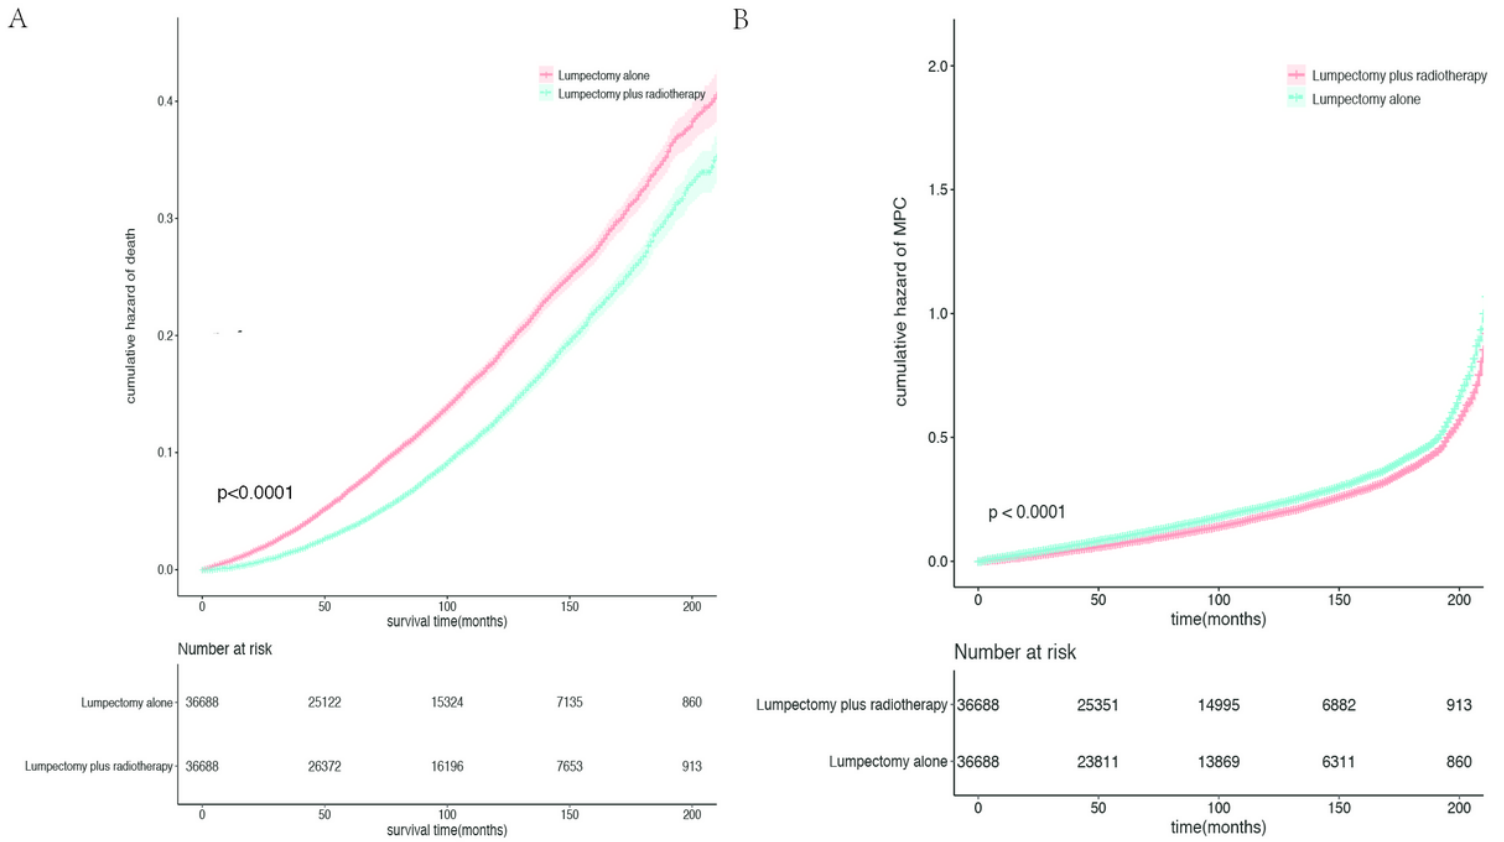 A
Lumpectomy alone
Lumpectomy plus radiotherapy
0.4
0.3
0.2
0.1
0.0
cumulative hazard of death
p<0.0001
0 50 100 150 200
survival time(months)
Number at risk
Lumpectomy alone 36688 25122 15324 7135 860
Lumpectomy plus radiotherapy 36688 26372 16196 7653 913
0 50 100 150 200
survival time(months)
B
Lumpectomy plus radiotherapy
Lumpectomy alone
2.0
1.5
1.0
0.5
0.0
cumulative hazard of MPC
p < 0.0001
0 50 100 150 200
time(months)
Number at risk
Lumpectomy plus radiotherapy 36688 25351 14995 6882 913
Lumpectomy alone 36688 23811 13869 6311 860
0 50 100 150 200
time(months)